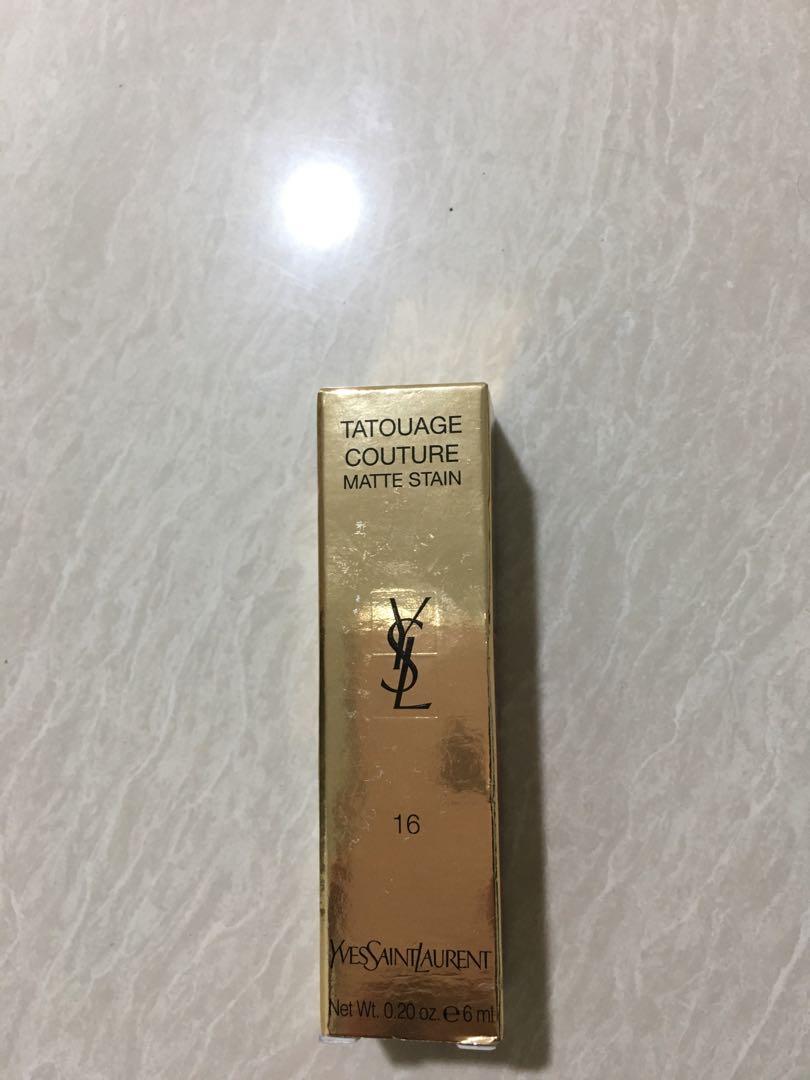 TATOUAGE
COUTURE
MATTE STAIN
YSL
16
YVESSAINTLAURENT
Net Wt. 0.20 oz. ℮ 6 ml